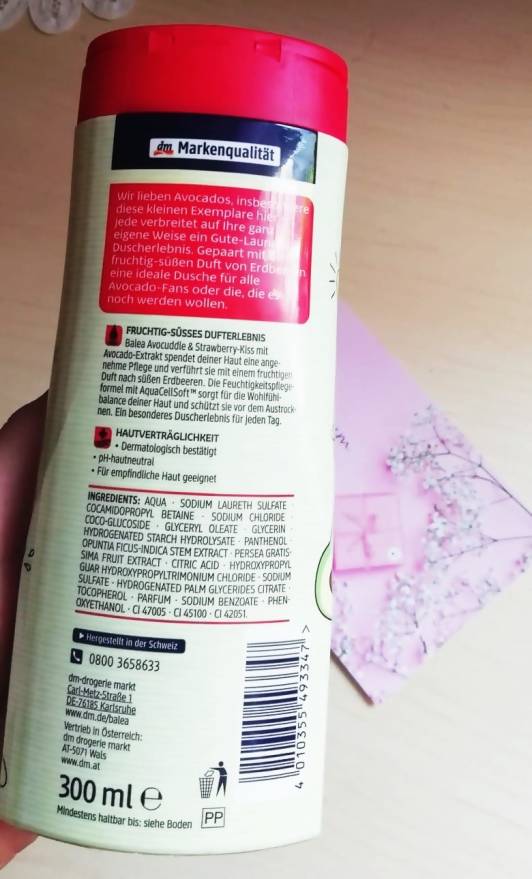 dm Markenqualität
Wir lieben Avocados, insbesondere
diese kleinen Exemplare hier
jede verbreitet auf ihre ganz
eigene Weise ein Gute-Laun
Duscherlebnis. Gepaart mit
fruchtig-süßen Duft von Erdbe n
eine ideale Dusche für alle
Avocado-Fans oder die, die es
noch werden wollen.
FRUCHTIG-SÜSSES DUFTERLEBNIS
Balea Avocuddle & Strawberry-Kiss mit
Avocado-Extrakt spendet deiner Haut eine ange-
nehme Pflege und verführt sie mit einem fruchtigen
Duft nach süßen Erdbeeren. Die Feuchtigkeitspflege-
formel mit AquaCellSoft™ sorgt für die Wohlfühl-
balance deiner Haut und schützt sie vor dem Austrock-
nen. Ein besonderes Duscherlebnis für jeden Tag.
HAUTVERTRÄGLICHKEIT
• Dermatologisch bestätigt
• pH-hautneutral
• Für empfindliche Haut geeignet
INGREDIENTS: AQUA · SODIUM LAURETH SULFATE ·
COCAMIDOPROPYL BETAINE · SODIUM CHLORIDE ·
COCO-GLUCOSIDE · GLYCERYL OLEATE · GLYCERIN ·
HYDROGENATED STARCH HYDROLYSATE · PANTHENOL ·
OPUNTIA FICUS-INDICA STEM EXTRACT · PERSEA GRATIS-
SIMA FRUIT EXTRACT · CITRIC ACID · HYDROXYPROPYL
GUAR HYDROXYPROPYLTRIMONIUM CHLORIDE · SODIUM
SULFATE · HYDROGENATED PALM GLYCERIDES CITRATE ·
TOCOPHEROL · PARFUM · SODIUM BENZOATE · PHEN-
OXYETHANOL · CI 47005 · CI 45100 · CI 42051.
Hergestellt in der Schweiz
0800 3658633
dm-drogerie markt
Carl-Metz-Straße 1
DE-76185 Karlsruhe
www.dm.de/balea
Vertrieb in Österreich:
dm drogerie markt
AT-5071 Wals
www.dm.at
300 ml e
Mindestens haltbar bis: siehe Boden
PP
4 010355 493347 >